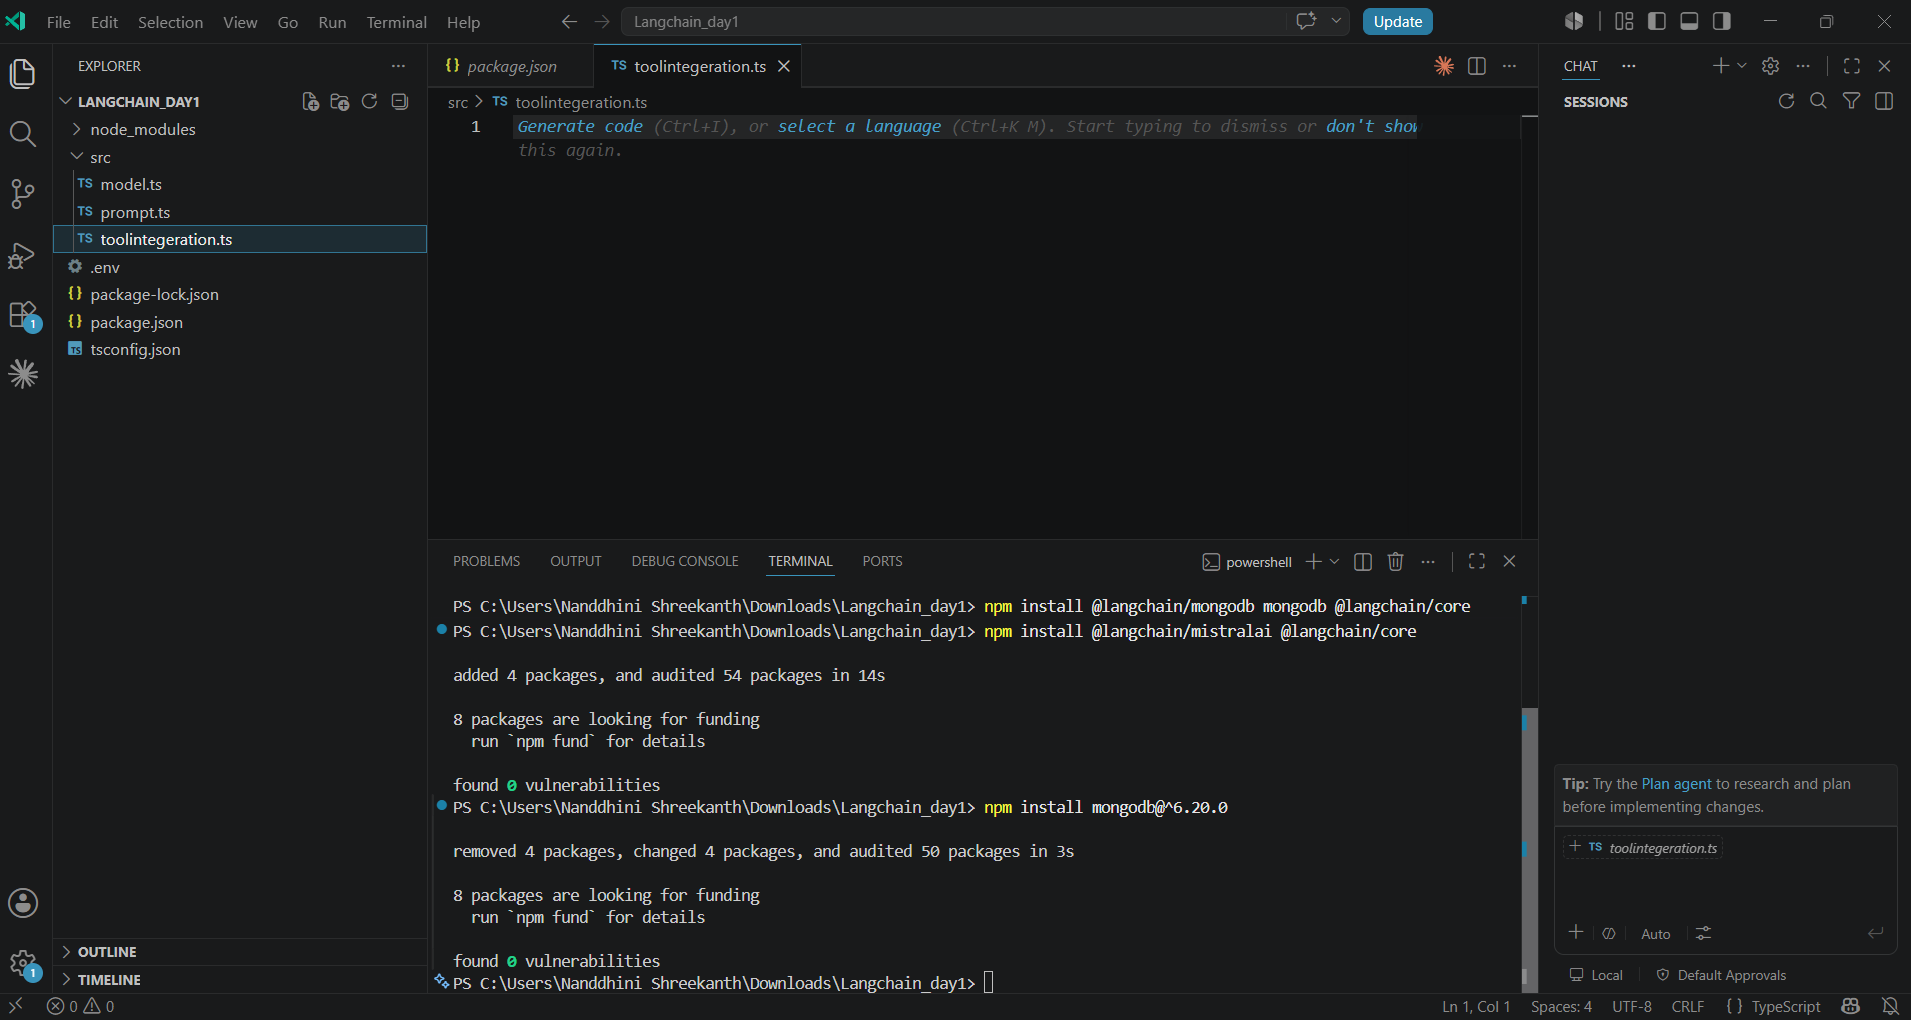 File Edit Selection View Go Run Terminal Help
Langchain_day1
Update
EXPLORER
LANGCHAIN_DAY1
node_modules
src
TS model.ts
TS prompt.ts
TS toolintegeration.ts
.env
{} package-lock.json
{} package.json
TS tsconfig.json
OUTLINE
TIMELINE
{} package.json
TS toolintegeration.ts
src > TS toolintegeration.ts
1 Generate code (Ctrl+I), or select a language (Ctrl+K M). Start typing to dismiss or don't show
this again.
PROBLEMS OUTPUT DEBUG CONSOLE TERMINAL PORTS
powershell
PS C:\Users\Nanddhini Shreekanth\Downloads\Langchain_day1> npm install @langchain/mongodb mongodb @langchain/core
PS C:\Users\Nanddhini Shreekanth\Downloads\Langchain_day1> npm install @langchain/mistralai @langchain/core
added 4 packages, and audited 54 packages in 14s
8 packages are looking for funding
run `npm fund` for details
found 0 vulnerabilities
PS C:\Users\Nanddhini Shreekanth\Downloads\Langchain_day1> npm install mongodb@^6.20.0
removed 4 packages, changed 4 packages, and audited 50 packages in 3s
8 packages are looking for funding
run `npm fund` for details
found 0 vulnerabilities
PS C:\Users\Nanddhini Shreekanth\Downloads\Langchain_day1>
CHAT
SESSIONS
Tip: Try the Plan agent to research and plan
before implementing changes.
+ TS toolintegeration.ts
Auto
Local
Default Approvals
1
1
0 0
Ln 1, Col 1 Spaces: 4 UTF-8 CRLF {} TypeScript